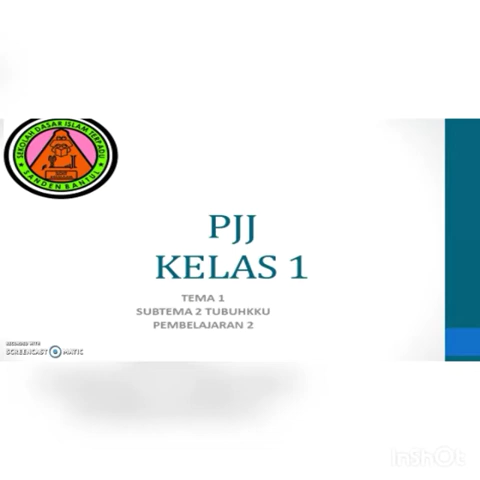 SEKOLAH DASAR ISLAM TERPADU
SANDEN BANTUL
PJJ
KELAS 1
TEMA 1
SUBTEMA 2 TUBUHKKU
PEMBELAJARAN 2
RECORDED WITH
SCREENCAST MATIC
InShOt